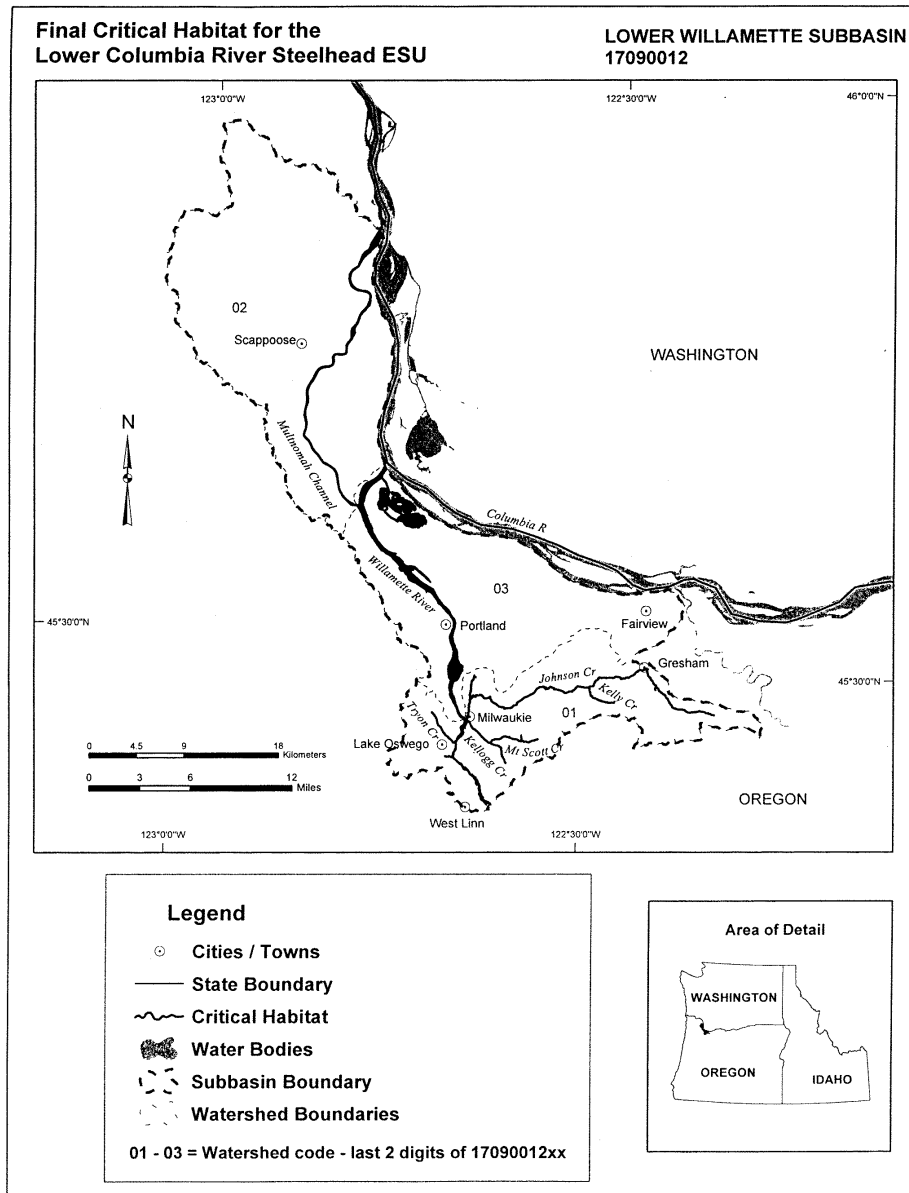 Final Critical Habitat for the
Lower Columbia River Steelhead ESU
LOWER WILLAMETTE SUBBASIN
17090012
123°0'0"W
122°30'0"W
46°0'0"N
02
Scappoose
WASHINGTON
N
Multnomah Channel
Columbia R
Willamette River
03
45°30'0"N
Portland
Fairview
Gresham
Johnson Cr
Kelly Cr
45°30'0"N
01
Tryon Cr
Milwaukie
Lake Oswego
Kellogg Cr
Mt Scott Cr
0 4.5 9 18
Kilometers
0 3 6 12
Miles
OREGON
West Linn
123°0'0"W
122°30'0"W
Legend
Cities / Towns
State Boundary
Critical Habitat
Water Bodies
Subbasin Boundary
Watershed Boundaries
01 - 03 = Watershed code - last 2 digits of 17090012xx
Area of Detail
WASHINGTON
OREGON
IDAHO